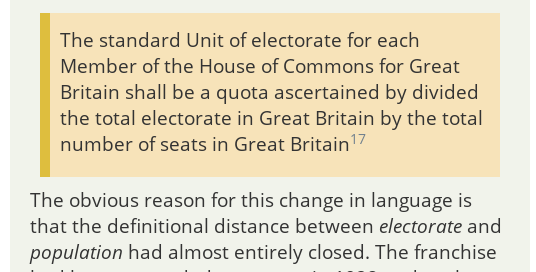 The standard Unit of electorate for each
Member of the House of Commons for Great
Britain shall be a quota ascertained by divided
the total electorate in Great Britain by the total
number of seats in Great Britain17
The obvious reason for this change in language is
that the definitional distance between electorate and
population had almost entirely closed. The franchise